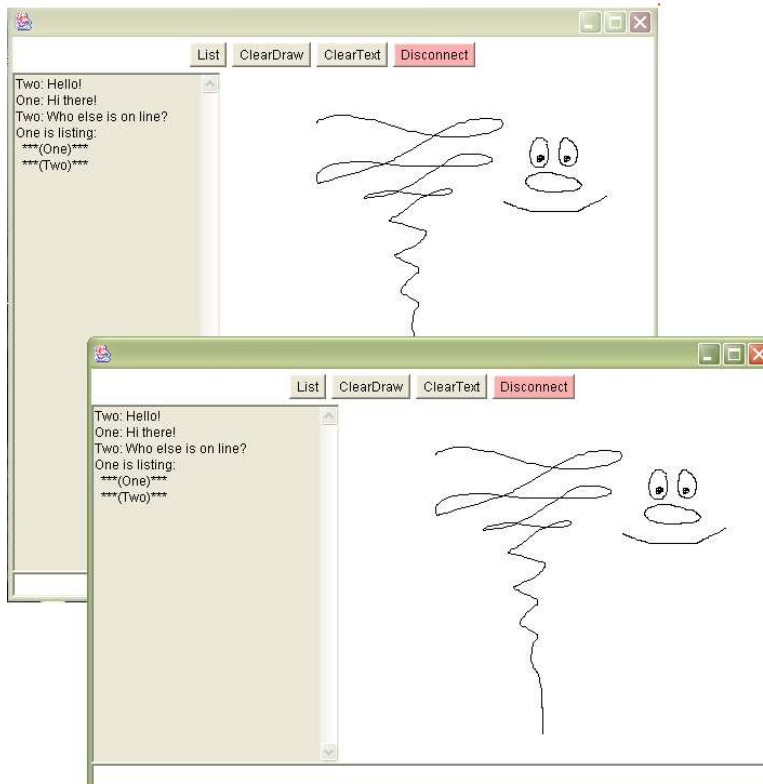 List ClearDraw ClearText Disconnect
Two: Hello!
One: Hi there!
Two: Who else is on line?
One is listing:
***(One)***
***(Two)***
List ClearDraw ClearText Disconnect
Two: Hello!
One: Hi there!
Two: Who else is on line?
One is listing:
***(One)***
***(Two)***